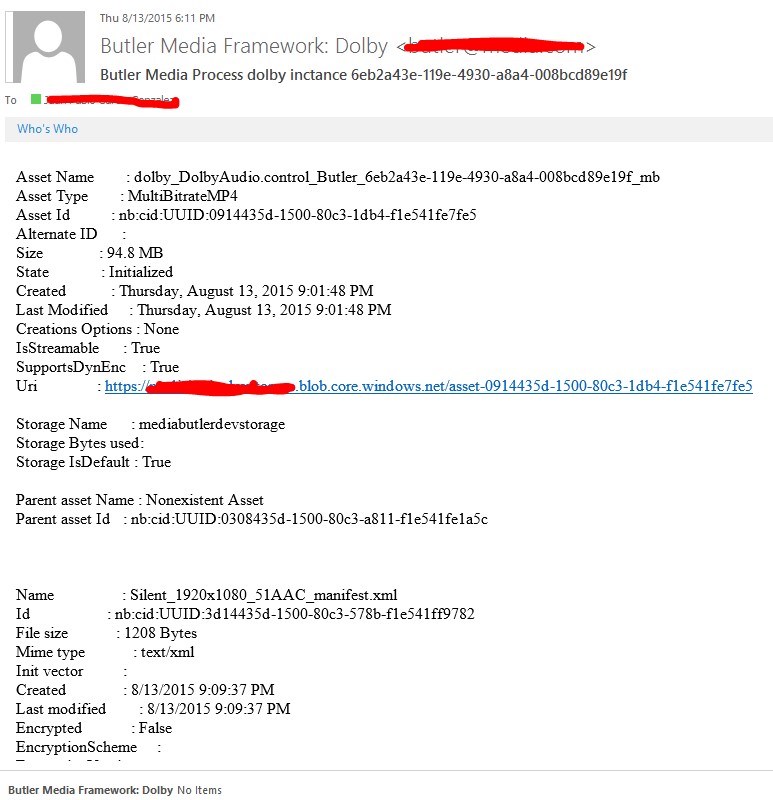 Thu 8/13/2015 6:11 PM
Butler Media Framework: Dolby < >
Butler Media Process dolby inctance 6eb2a43e-119e-4930-a8a4-008bcd89e19f
To
Who's Who
Asset Name : dolby_DolbyAudio.control_Butler_6eb2a43e-119e-4930-a8a4-008bcd89e19f_mb
Asset Type : MultiBitrateMP4
Asset Id : nb:cid:UUID:0914435d-1500-80c3-1db4-f1e541fe7fe5
Alternate ID :
Size : 94.8 MB
State : Initialized
Created : Thursday, August 13, 2015 9:01:48 PM
Last Modified : Thursday, August 13, 2015 9:01:48 PM
Creations Options : None
IsStreamable : True
SupportsDynEnc : True
Uri : https:// .blob.core.windows.net/asset-0914435d-1500-80c3-1db4-f1e541fe7fe5
Storage Name : mediabutlerdevstorage
Storage Bytes used:
Storage IsDefault : True
Parent asset Name : Nonexistent Asset
Parent asset Id : nb:cid:UUID:0308435d-1500-80c3-a811-f1e541fe1a5c
Name : Silent_1920x1080_51AAC_manifest.xml
Id : nb:cid:UUID:3d14435d-1500-80c3-578b-f1e541ff9782
File size : 1208 Bytes
Mime type : text/xml
Init vector :
Created : 8/13/2015 9:09:37 PM
Last modified : 8/13/2015 9:09:37 PM
Encrypted : False
EncryptionScheme :
Butler Media Framework: Dolby No Items